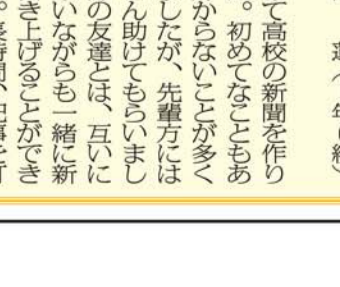 て高校の新聞を作り
。初めてなこともあ
からないことが多く
したが、先輩方には
ん助けてもらいまし
の友達とは、互いに
いながらも一緒に新
き上げることができ